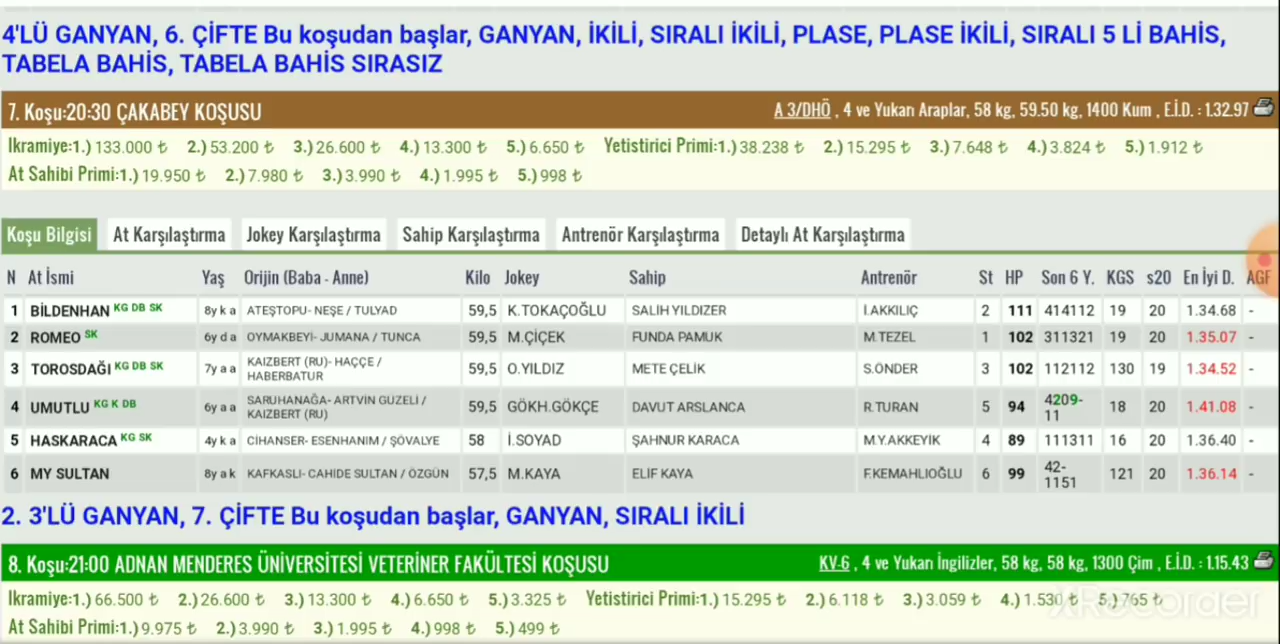 4'LÜ GANYAN, 6. ÇİFTE Bu koşudan başlar, GANYAN, İKİLİ, SIRALI İKİLİ, PLASE, PLASE İKİLİ, SIRALI 5 Lİ BAHİS,
TABELA BAHİS, TABELA BAHİS SIRASIZ
7. Koşu:20:30 ÇAKABEY KOŞUSU A 3/DHÖ , 4 ve Yukarı Araplar, 58 kg, 59.50 kg, 1400 Kum , E.İ.D. : 1.32.97
Ikramiye:1.) 133.000 ₺ 2.) 53.200 ₺ 3.) 26.600 ₺ 4.) 13.300 ₺ 5.) 6.650 ₺ Yetistirici Primi:1.) 38.238 ₺ 2.) 15.295 ₺ 3.) 7.648 ₺ 4.) 3.824 ₺ 5.) 1.912 ₺
At Sahibi Primi:1.) 19.950 ₺ 2.) 7.980 ₺ 3.) 3.990 ₺ 4.) 1.995 ₺ 5.) 998 ₺
Koşu Bilgisi At Karşılaştırma Jokey Karşılaştırma Sahip Karşılaştırma Antrenör Karşılaştırma Detaylı At Karşılaştırma
N At İsmi Yaş Orijin (Baba - Anne) Kilo Jokey Sahip Antrenör St HP Son 6 Y. KGS s20 En İyi D. AGF
1 BİLDENHAN KG DB SK 8y k a ATEŞTOPU- NEŞE / TULYAD 59,5 K.TOKAÇOĞLU SALİH YILDIZER İ.AKKILIÇ 2 111 414112 19 20 1.34.68 -
2 ROMEO SK 6y d a OYMAKBEYİ- JUMANA / TUNCA 59,5 M.ÇİÇEK FUNDA PAMUK M.TEZEL 1 102 311321 19 20 1.35.07 -
3 TOROSDAĞI KG DB SK 7y a a KAIZBERT (RU)- HAÇÇE / HABERBATUR 59,5 O.YILDIZ METE ÇELİK S.ÖNDER 3 102 112112 130 19 1.34.52 -
4 UMUTLU KG K DB 6y a a SARUHANAĞA- ARTVİN GÜZELİ / KAIZBERT (RU) 59,5 GÖKH.GÖKÇE DAVUT ARSLANCA R.TURAN 5 94 4209-11 18 20 1.41.08 -
5 HASKARACA KG SK 4y k a CİHANSER- ESENHANIM / ŞÖVALYE 58 İ.SOYAD ŞAHNUR KARACA M.Y.AKKEYİK 4 89 111311 16 20 1.36.40 -
6 MY SULTAN 8y a k KAFKASLI- CAHIDE SULTAN / ÖZGÜN 57,5 M.KAYA ELIF KAYA F.KEMAHLIOĞLU 6 99 42-1151 121 20 1.36.14 -
2. 3'LÜ GANYAN, 7. ÇİFTE Bu koşudan başlar, GANYAN, SIRALI İKİLİ
8. Koşu:21:00 ADNAN MENDERES ÜNİVERSİTESİ VETERİNER FAKÜLTESİ KOŞUSU KV-6 , 4 ve Yukarı İngilizler, 58 kg, 58 kg, 1300 Çim , E.İ.D. : 1.15.43
Ikramiye:1.) 66.500 ₺ 2.) 26.600 ₺ 3.) 13.300 ₺ 4.) 6.650 ₺ 5.) 3.325 ₺ Yetistirici Primi:1.) 15.295 ₺ 2.) 6.118 ₺ 3.) 3.059 ₺ 4.) 1.530 ₺ 5.) 765 ₺
At Sahibi Primi:1.) 9.975 ₺ 2.) 3.990 ₺ 3.) 1.995 ₺ 4.) 998 ₺ 5.) 499 ₺
XRecorder